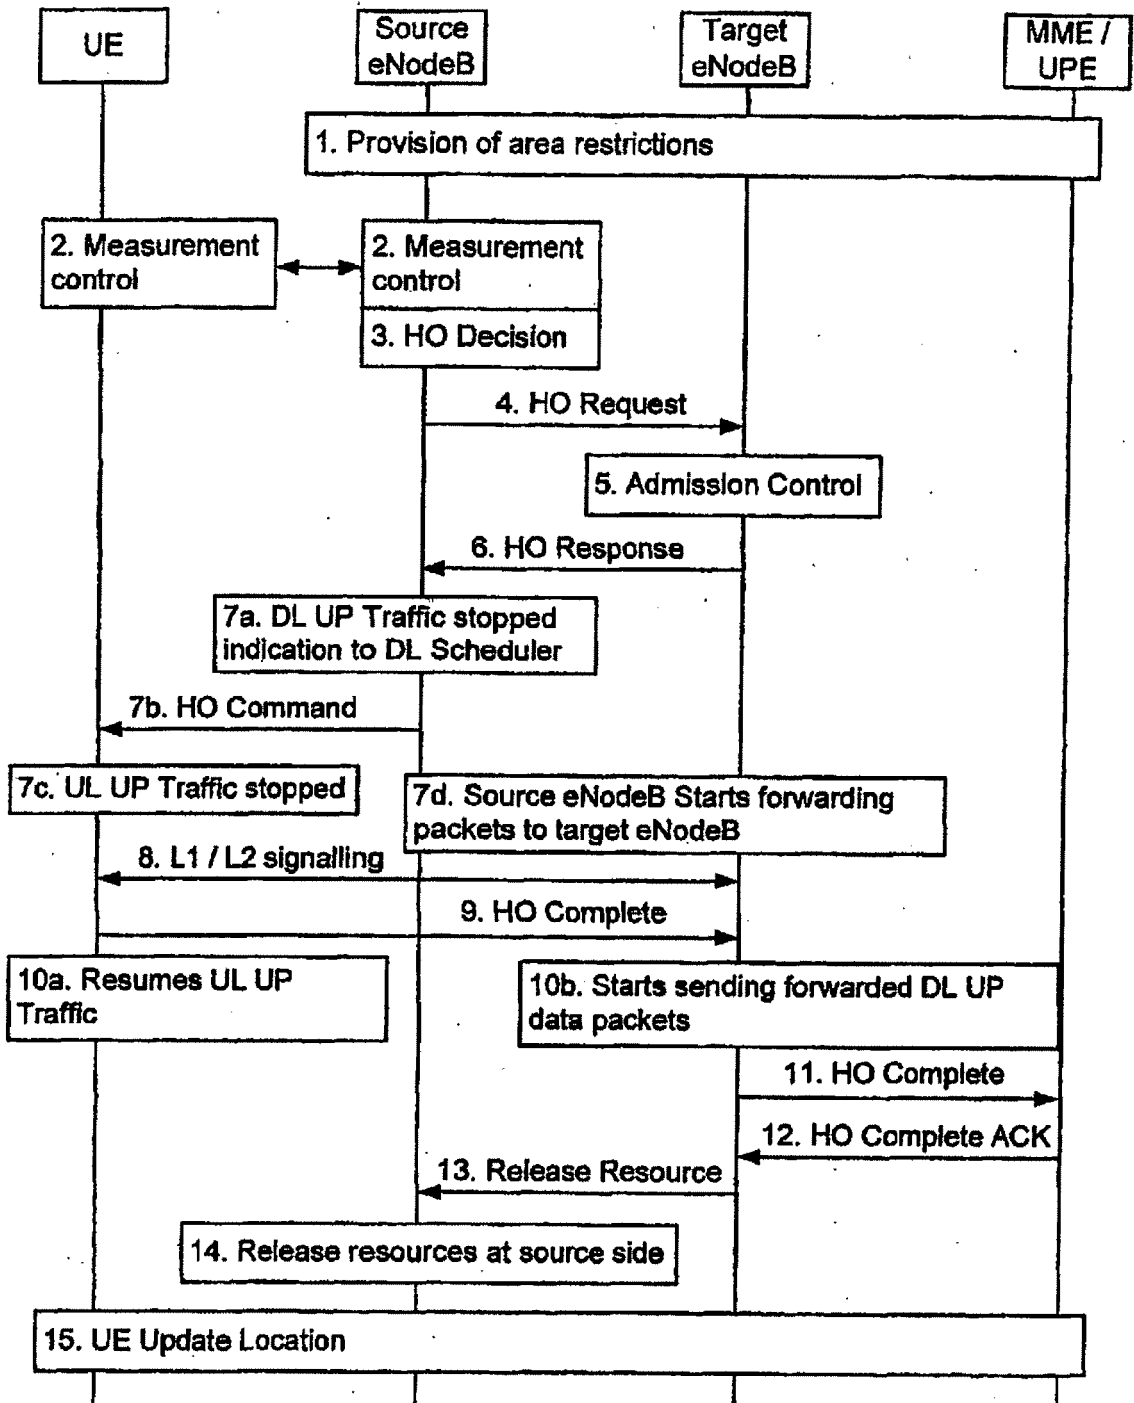 UE
Source
eNodeB
Target
eNodeB
MME /
UPE
1. Provision of area restrictions
2. Measurement
control
2. Measurement
control
3. HO Decision
4. HO Request
5. Admission Control
6. HO Response
7a. DL UP Traffic stopped
indication to DL Scheduler
7b. HO Command
7c. UL UP Traffic stopped
7d. Source eNodeB Starts forwarding
packets to target eNodeB
8. L1 / L2 signalling
9. HO Complete
10a. Resumes UL UP
Traffic
10b. Starts sending forwarded DL UP
data packets
11. HO Complete
12. HO Complete ACK
13. Release Resource
14. Release resources at source side
15. UE Update Location